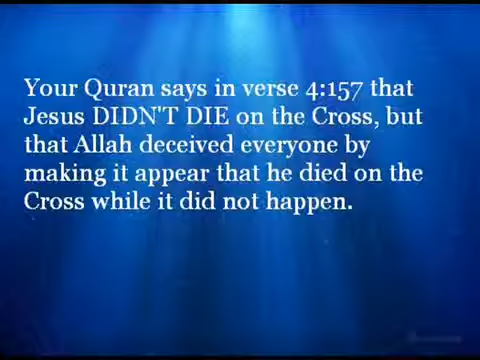 Your Quran says in verse 4:157 that
Jesus DIDN'T DIE on the Cross, but
that Allah deceived everyone by
making it appear that he died on the
Cross while it did not happen.